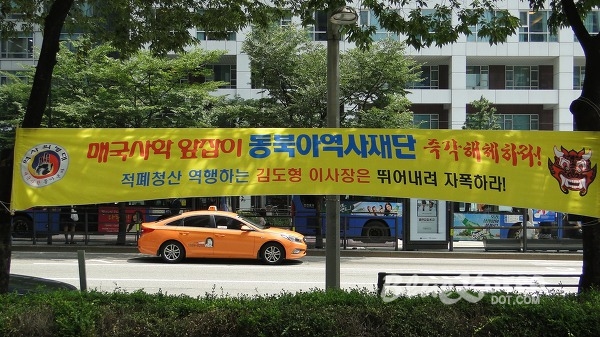 매국사학 앞잡이 동북아역사재단 즉각해체하라!
적폐청산 역행하는 김도형 이사장은 뛰어내려 자폭하라!
DOT.COM